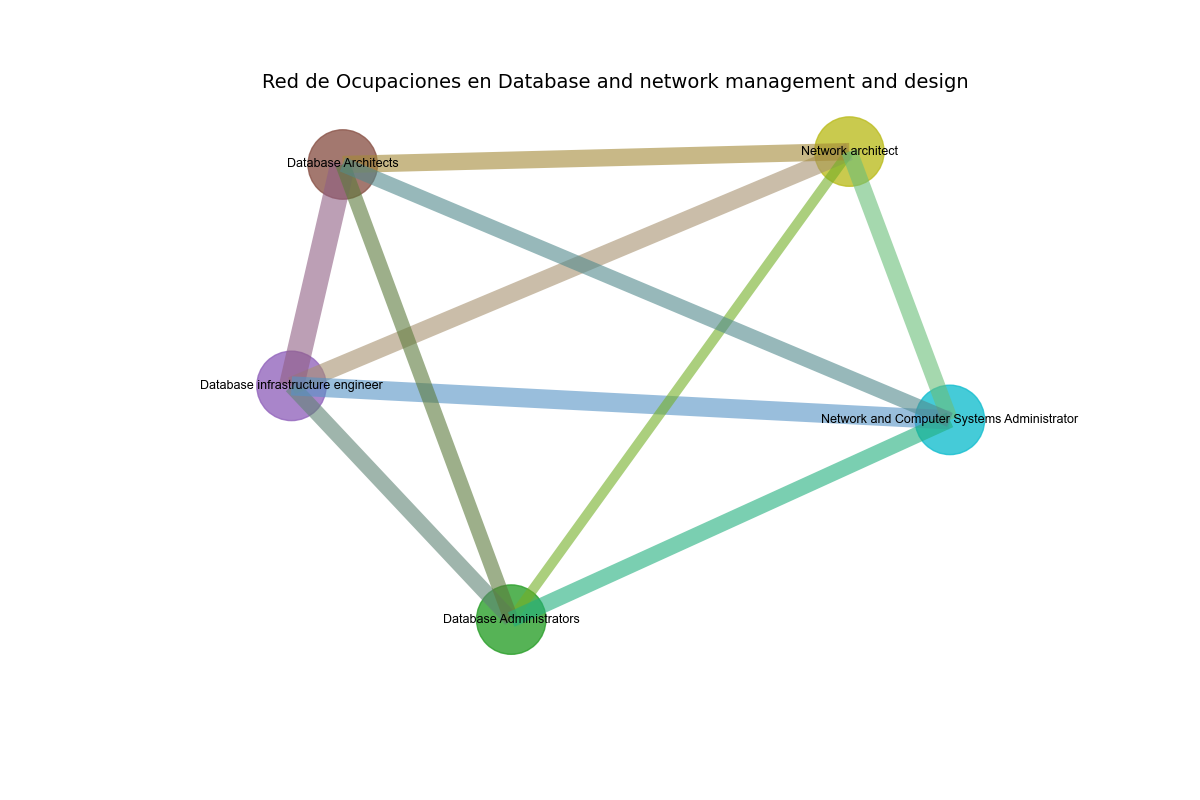 Red de Ocupaciones en Database and network management and design
Network architect
Database Architects
Database infrastructure engineer
Network and Computer Systems Administrator
Database Administrators